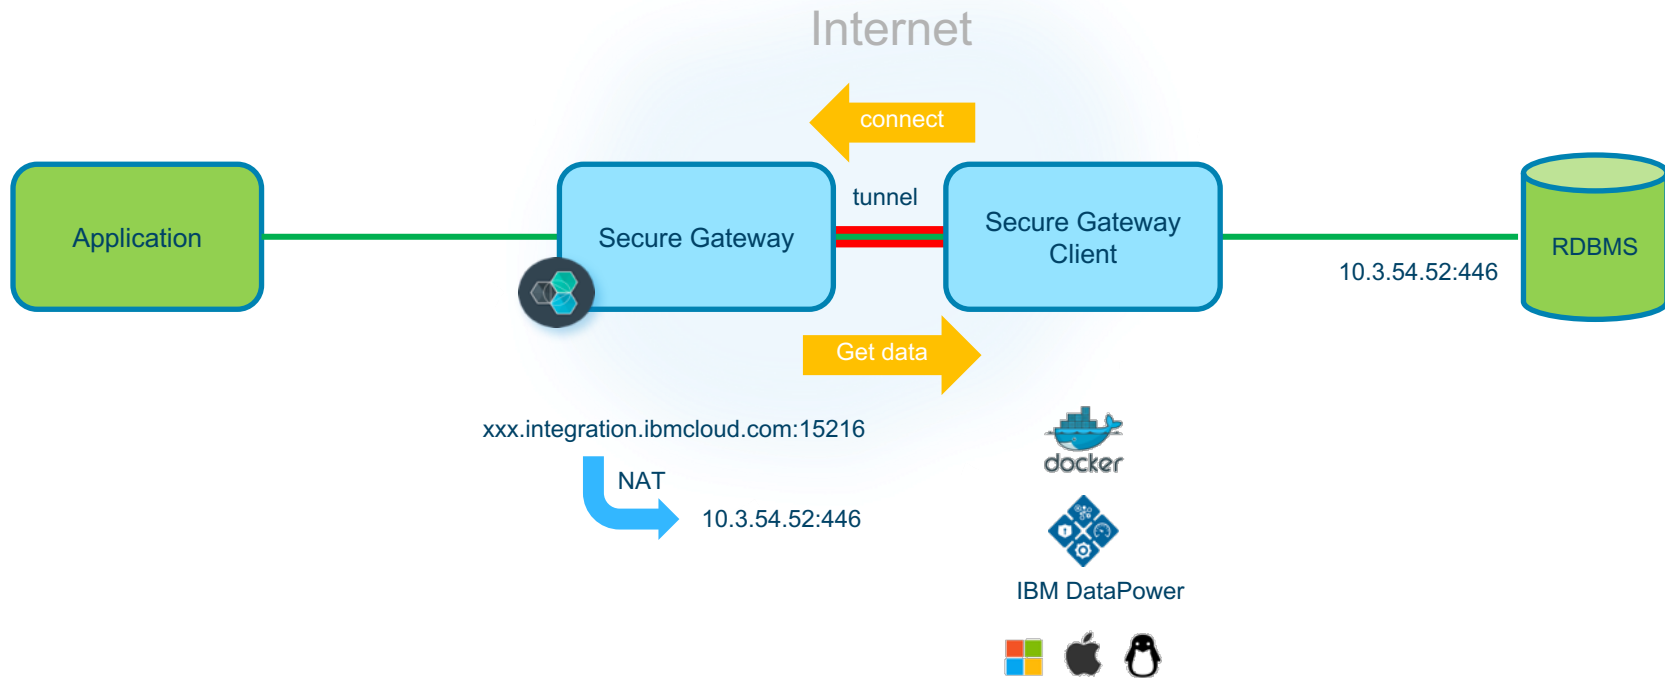 Internet
connect
tunnel
Application
Secure Gateway
Secure Gateway
Client
RDBMS
10.3.54.52:446
Get data
xxx.integration.ibmcloud.com:15216
NAT
10.3.54.52:446
docker
IBM DataPower